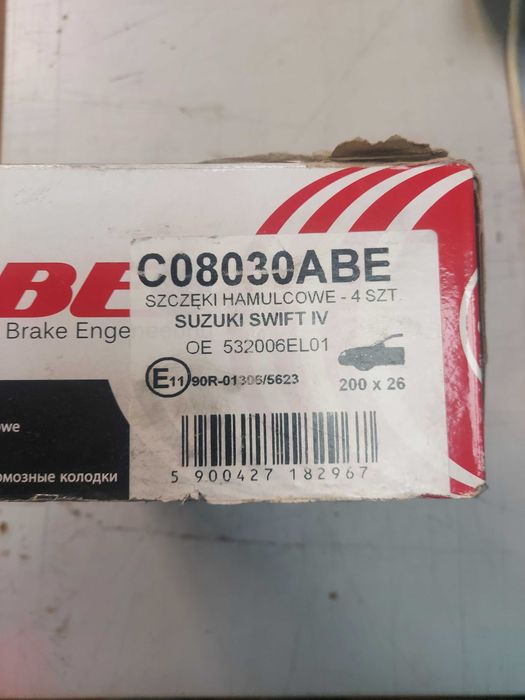 BE
Brake Enge
C08030ABE
SZCZĘKI HAMULCOWE - 4 SZT.
SUZUKI SWIFT IV
OE 532006EL01
E11 90R-01306/5623
200 x 26
5 900427 182967
owe
рмозные колодки